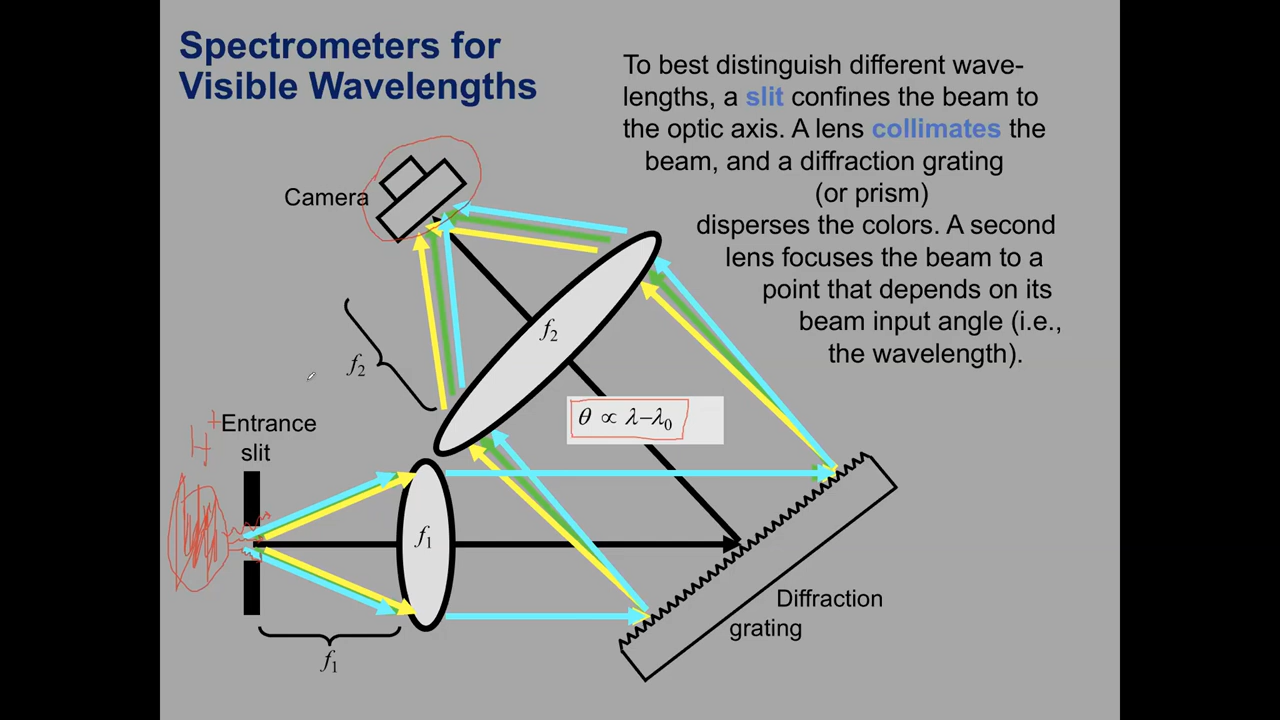 Spectrometers for
Visible Wavelengths
To best distinguish different wave-
lengths, a slit confines the beam to
the optic axis. A lens collimates the
beam, and a diffraction grating
(or prism)
disperses the colors. A second
lens focuses the beam to a
point that depends on its
beam input angle (i.e.,
the wavelength).
Camera
f₂
f₂
θ ∝ λ–λ₀
H⁺
Entrance
slit
f₁
f₁
Diffraction
grating